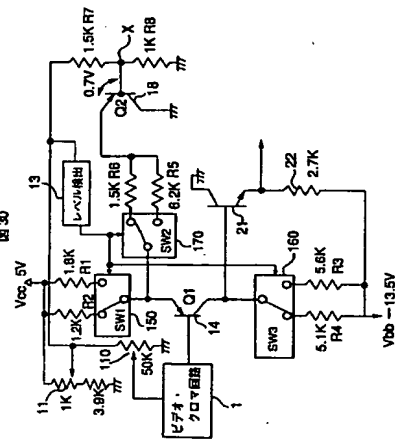 図30
Vcc 5V
11
1K
3.9K
110
50K
1.2K
R2
1.8K
R1
SW1
150
13
レベル検出
1.5K R6
6.2K R5
SW2
170
1.5K R7
0.7V
X
1K R8
Q2
18
Q1
14
ビデオ・
クロマ回路
1
21
22
2.7K
SW3
160
5.1K
R4
5.6K
R3
Vbb −13.5V